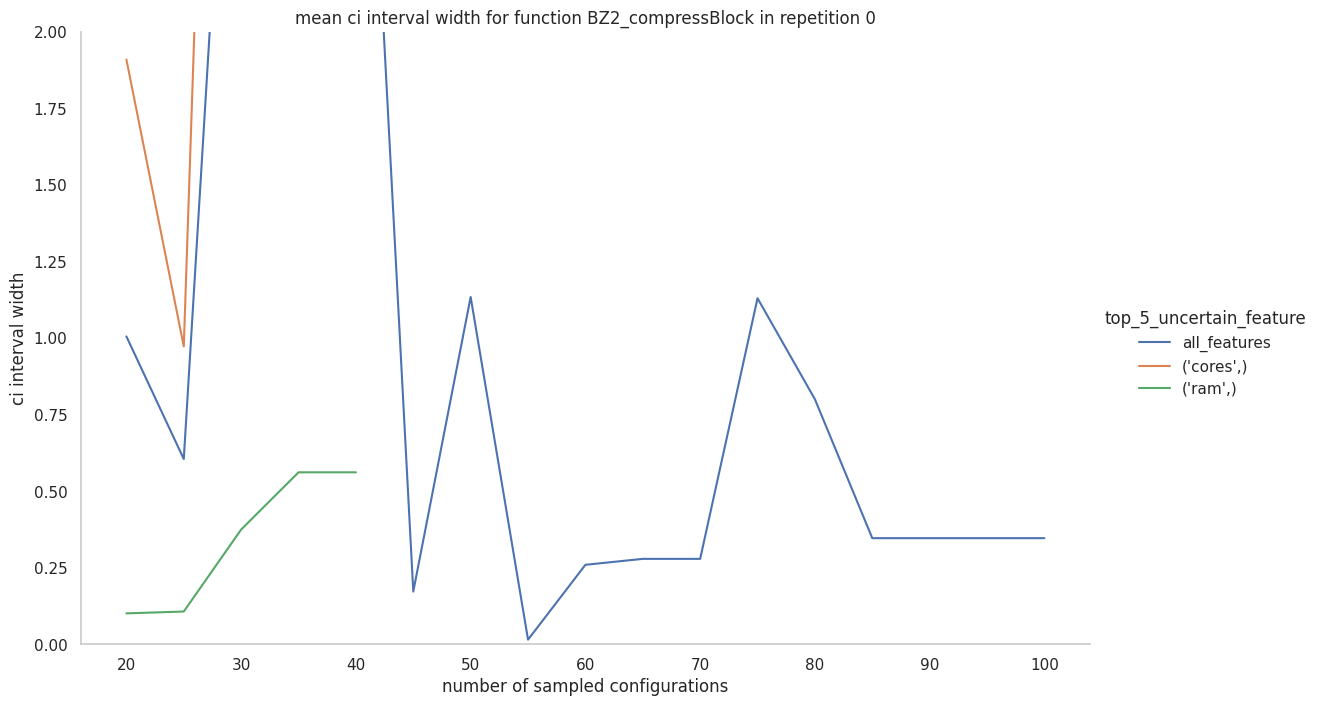 mean ci interval width for function BZ2_compressBlock in repetition 0
2.00
1.75
1.50
1.25
1.00
0.75
0.50
0.25
0.00
ci interval width
20
30
40
50
60
70
80
90
100
number of sampled configurations
top_5_uncertain_feature
all_features
('cores',)
('ram',)